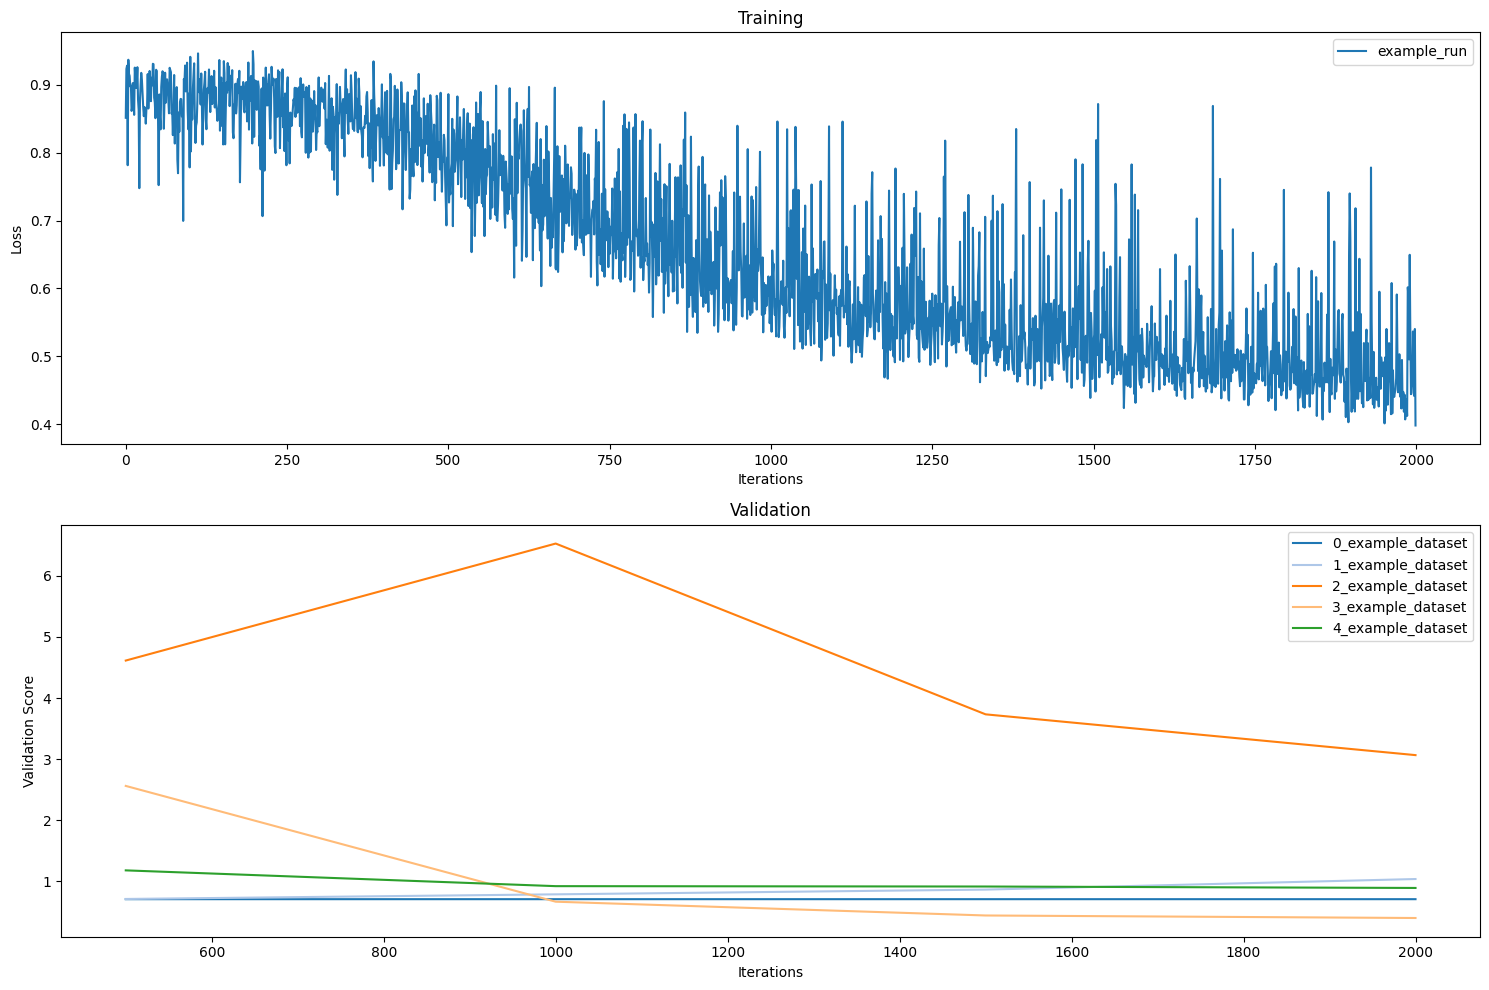 Training
example_run
0.9
0.8
0.7
0.6
0.5
0.4
Loss
0 250 500 750 1000 1250 1500 1750 2000
Iterations
Validation
0_example_dataset
1_example_dataset
2_example_dataset
3_example_dataset
4_example_dataset
6
5
4
3
2
1
Validation Score
600 800 1000 1200 1400 1600 1800 2000
Iterations